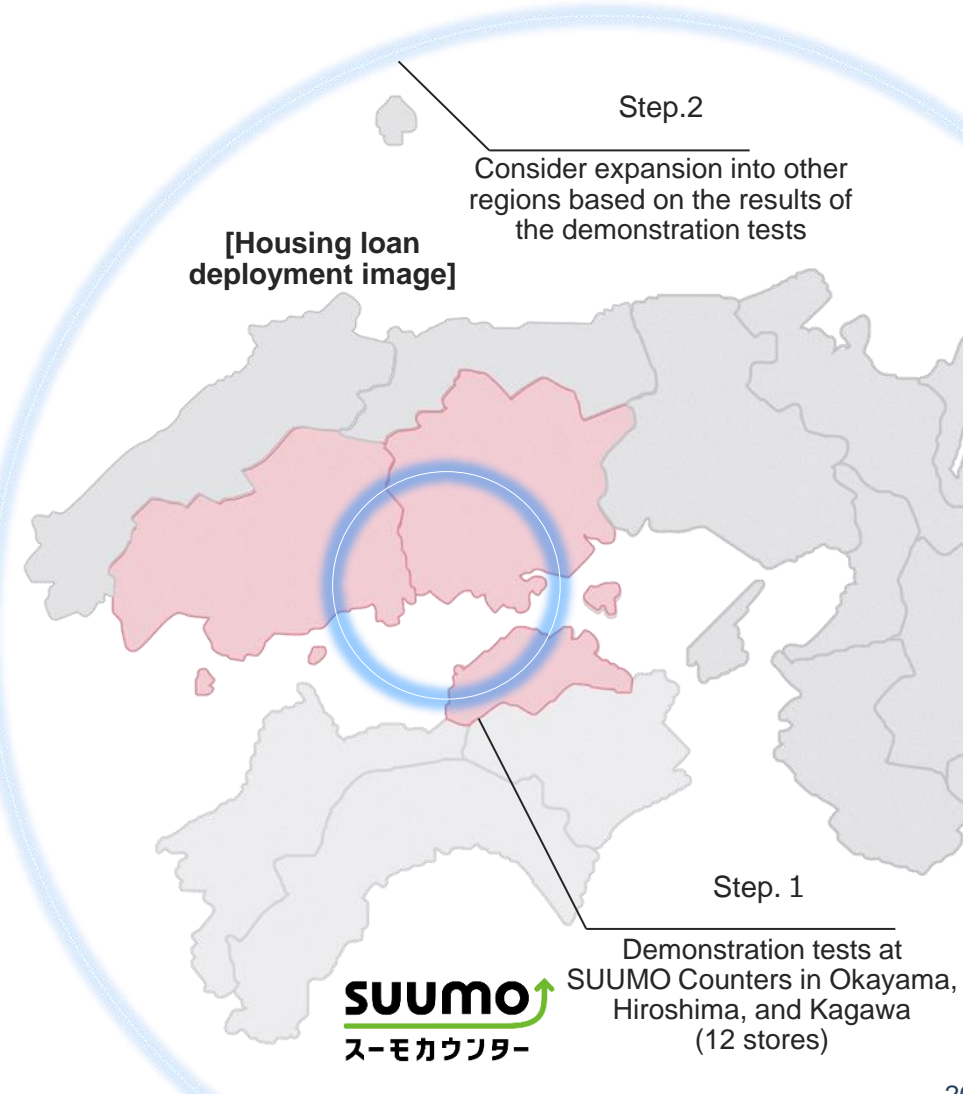 Step.2
Consider expansion into other
regions based on the results of
the demonstration tests
[Housing loan
deployment image]
Step. 1
Demonstration tests at
SUUMO Counters in Okayama,
Hiroshima, and Kagawa
(12 stores)
suumo
スーモカウンター